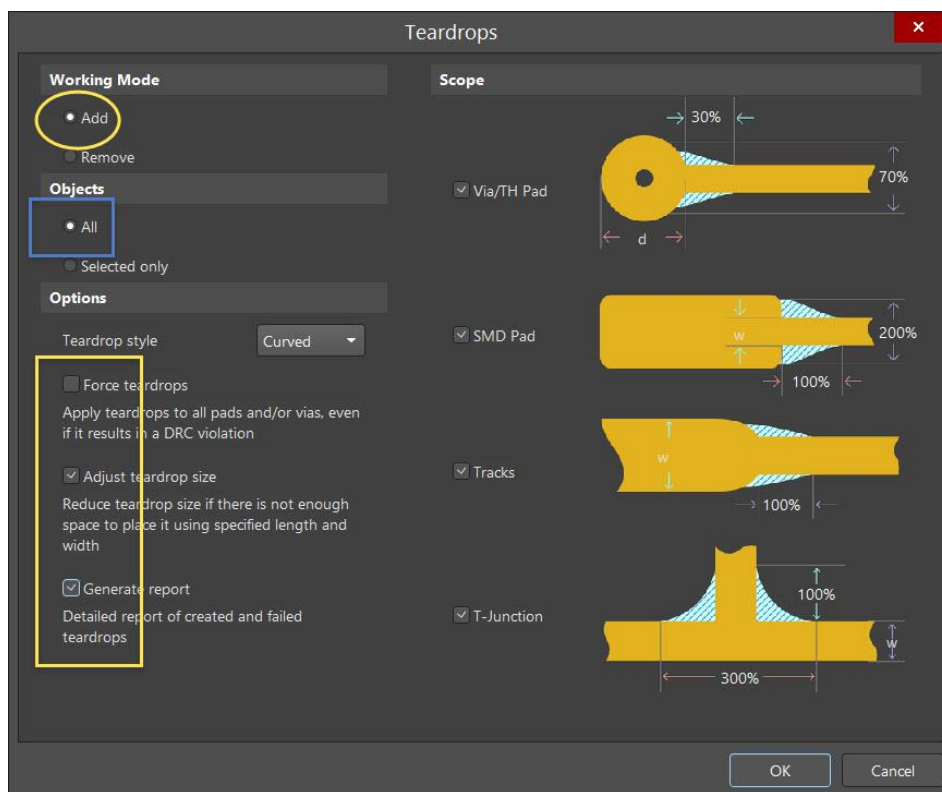 Teardrops
Working Mode
Add
Remove
Objects
All
Selected only
Options
Teardrop style
Curved
Force teardrops
Apply teardrops to all pads and/or vias, even
if it results in a DRC violation
Adjust teardrop size
Reduce teardrop size if there is not enough
space to place it using specified length and
width
Generate report
Detailed report of created and failed
teardrops
Scope
Via/TH Pad
30%
70%
d
SMD Pad
w
200%
100%
Tracks
w
100%
T-Junction
100%
w
300%
OK
Cancel